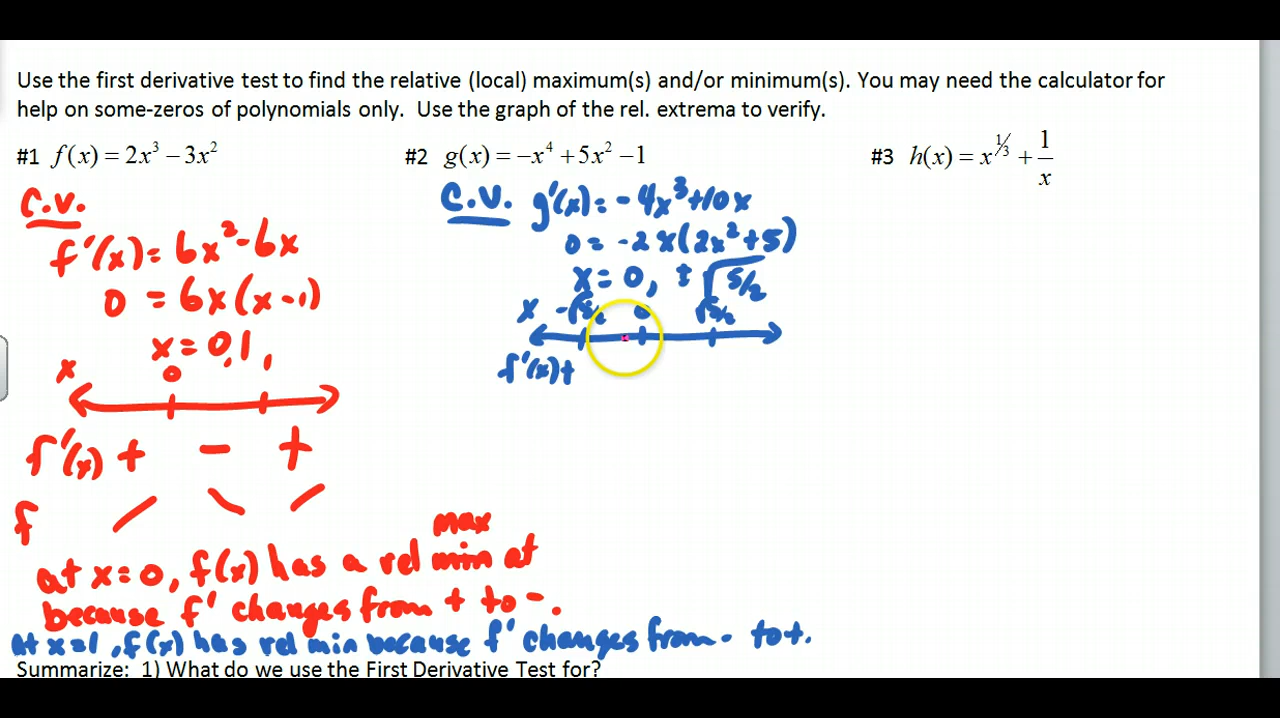 Use the first derivative test to find the relative (local) maximum(s) and/or minimum(s). You may need the calculator for
help on some-zeros of polynomials only. Use the graph of the rel. extrema to verify.
#1 f(x) = 2x³ − 3x²
C.V.
f'(x) = 6x² - 6x
0 = 6x(x-1)
x = 0,1,
x 0
f'(x) + − +
f
max
at x=0, f(x) has a rel min at
because f' changes from + to -.
at x=1, f(x) has rel min because f' changes from - to +.
#2 g(x) = −x⁴ + 5x² − 1
C.V. g'(x) = -4x³+10x
0 = -2x(2x²+5)
x = 0, ±√5/2
x -√5/2 0 √5/2
f'(x) +
#3 h(x) = x^{1/3} + 1/x
Summarize: 1) What do we use the First Derivative Test for?